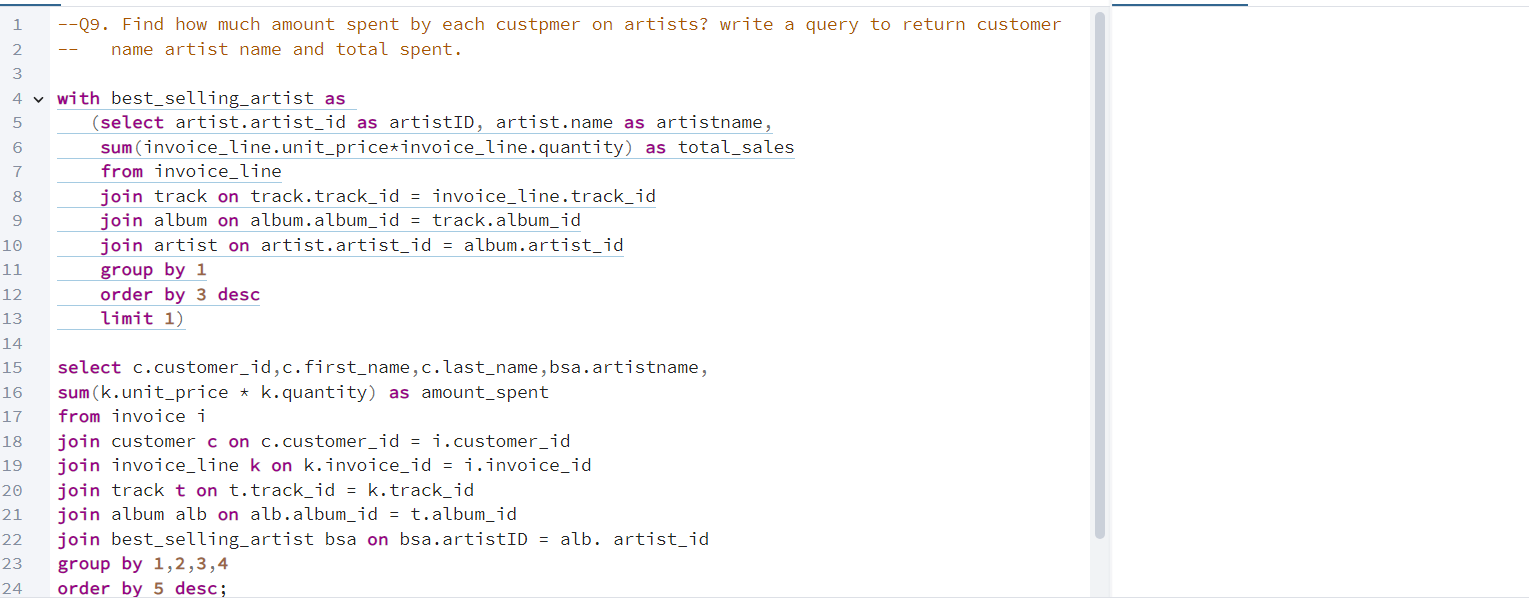 1 --Q9. Find how much amount spent by each custpmer on artists? write a query to return customer
2 --   name artist name and total spent.
3
4 with best_selling_artist as
5    (select artist.artist_id as artistID, artist.name as artistname,
6     sum(invoice_line.unit_price*invoice_line.quantity) as total_sales
7     from invoice_line
8     join track on track.track_id = invoice_line.track_id
9     join album on album.album_id = track.album_id
10     join artist on artist.artist_id = album.artist_id
11     group by 1
12     order by 3 desc
13     limit 1)
14
15 select c.customer_id,c.first_name,c.last_name,bsa.artistname,
16 sum(k.unit_price * k.quantity) as amount_spent
17 from invoice i
18 join customer c on c.customer_id = i.customer_id
19 join invoice_line k on k.invoice_id = i.invoice_id
20 join track t on t.track_id = k.track_id
21 join album alb on alb.album_id = t.album_id
22 join best_selling_artist bsa on bsa.artistID = alb. artist_id
23 group by 1,2,3,4
24 order by 5 desc;